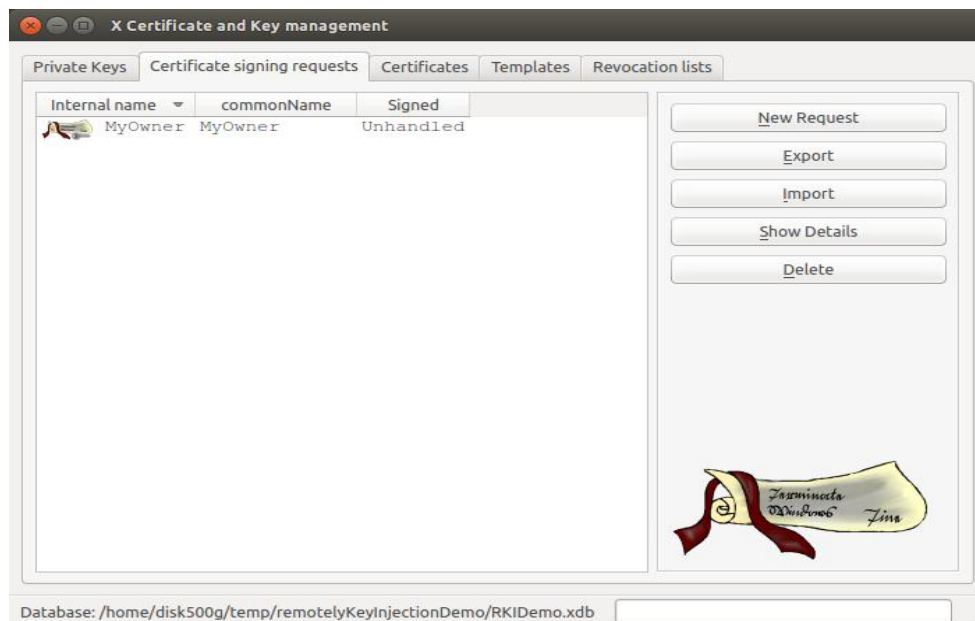 X Certificate and Key management
Private Keys Certificate signing requests Certificates Templates Revocation lists
Internal name commonName Signed
MyOwner MyOwner Unhandled
New Request
Export
Import
Show Details
Delete
Database: /home/disk500g/temp/remotelyKeyInjectionDemo/RKIDemo.xdb